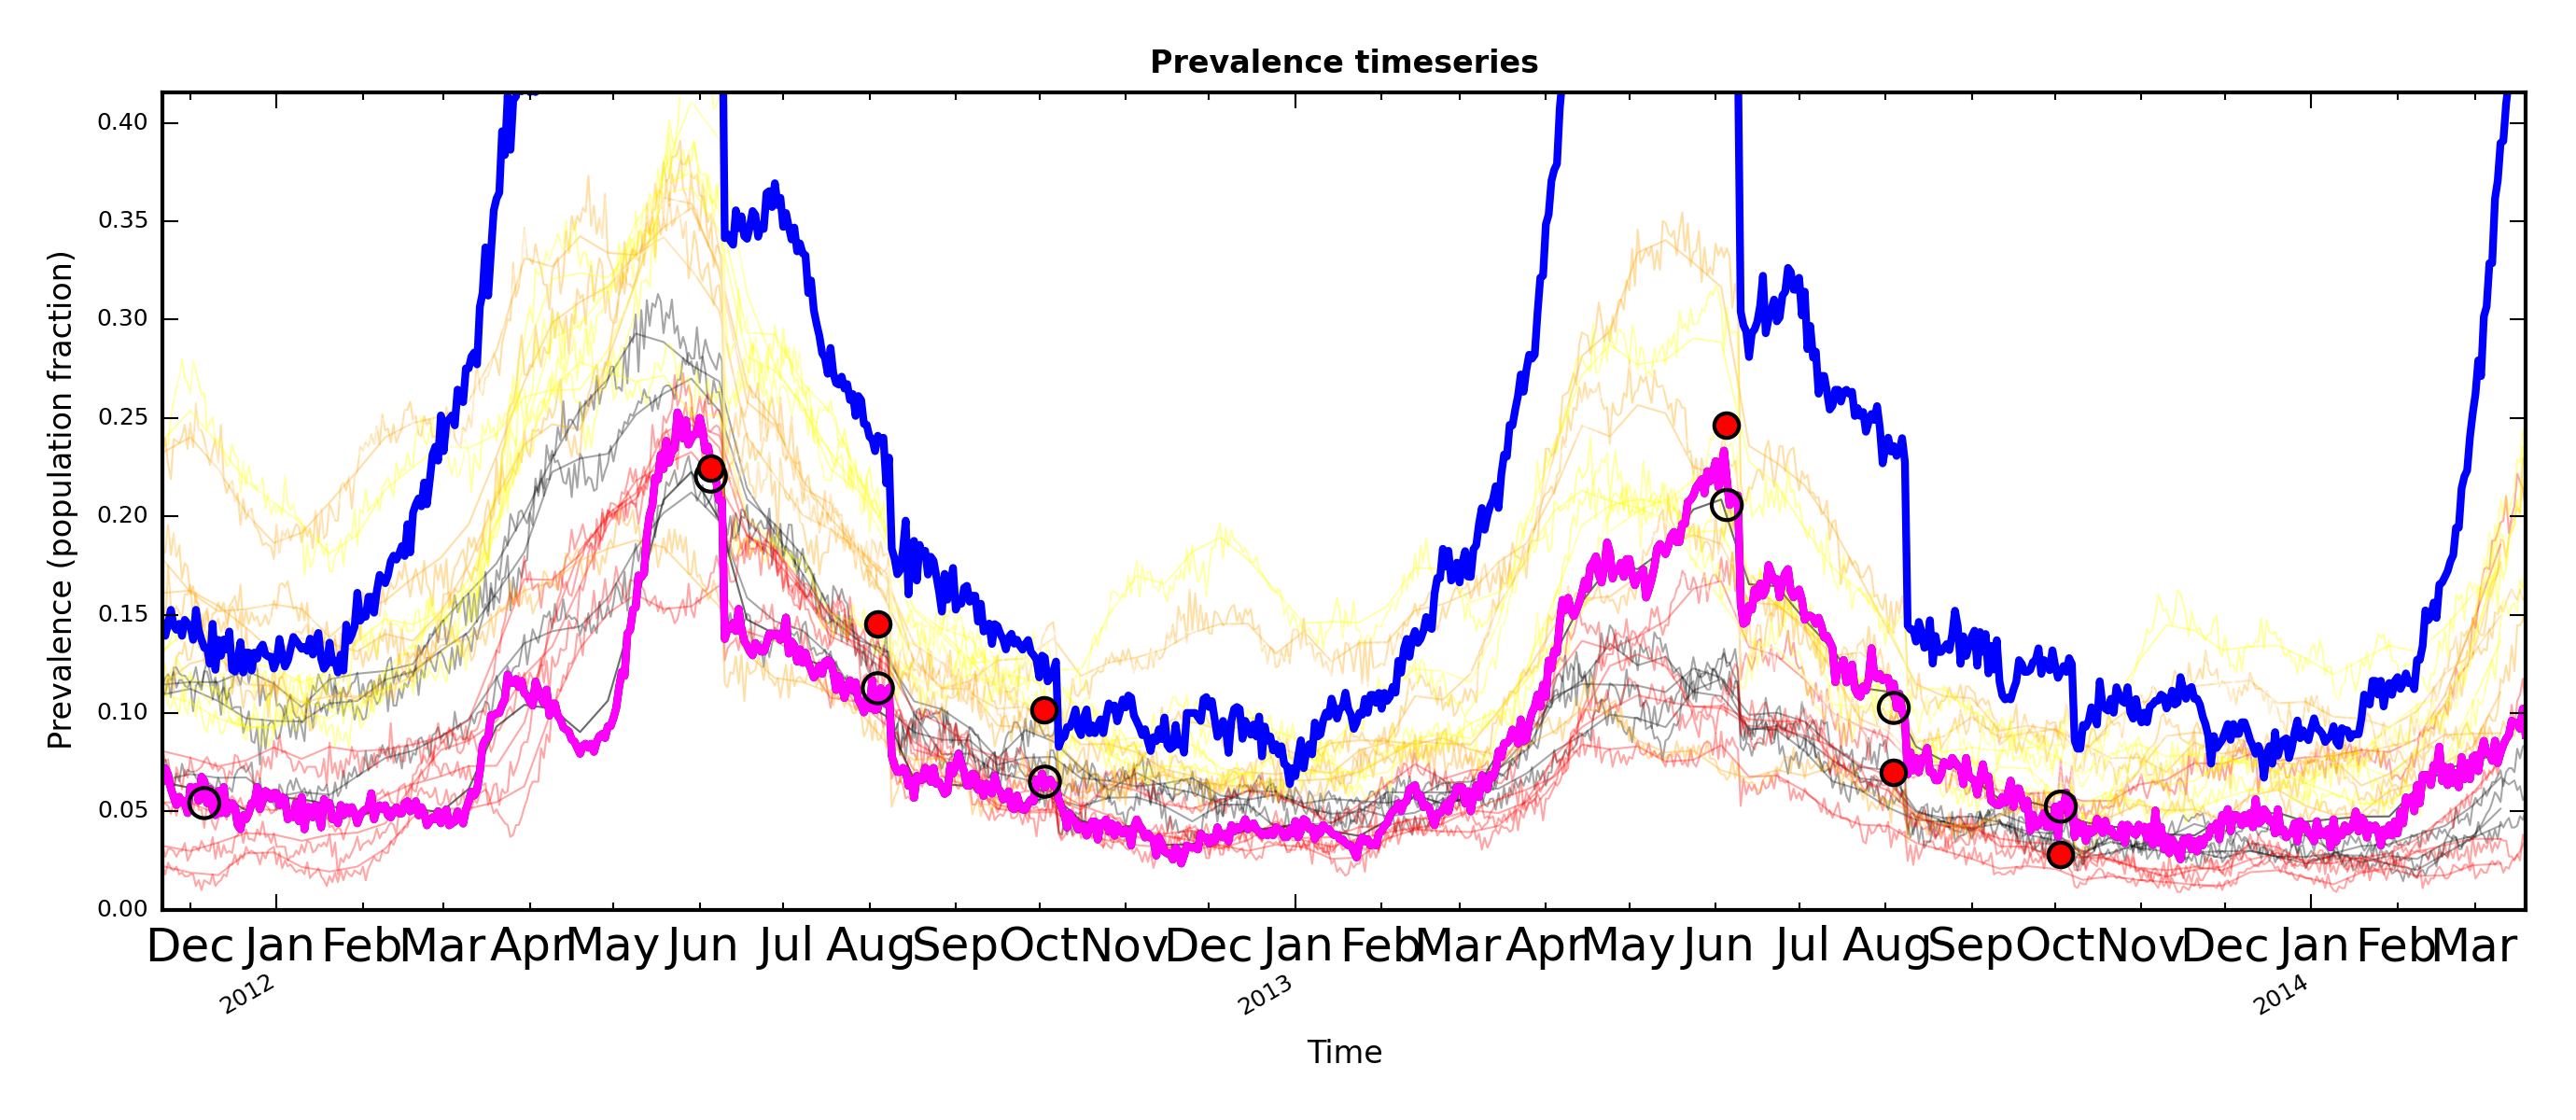 Prevalence timeseries
Prevalence (population fraction)
0.40
0.35
0.30
0.25
0.20
0.15
0.10
0.05
0.00
Dec Jan Feb Mar Apr May Jun Jul Aug Sep Oct Nov Dec Jan Feb Mar Apr May Jun Jul Aug Sep Oct Nov Dec Jan Feb Mar
2012 2013 2014
Time